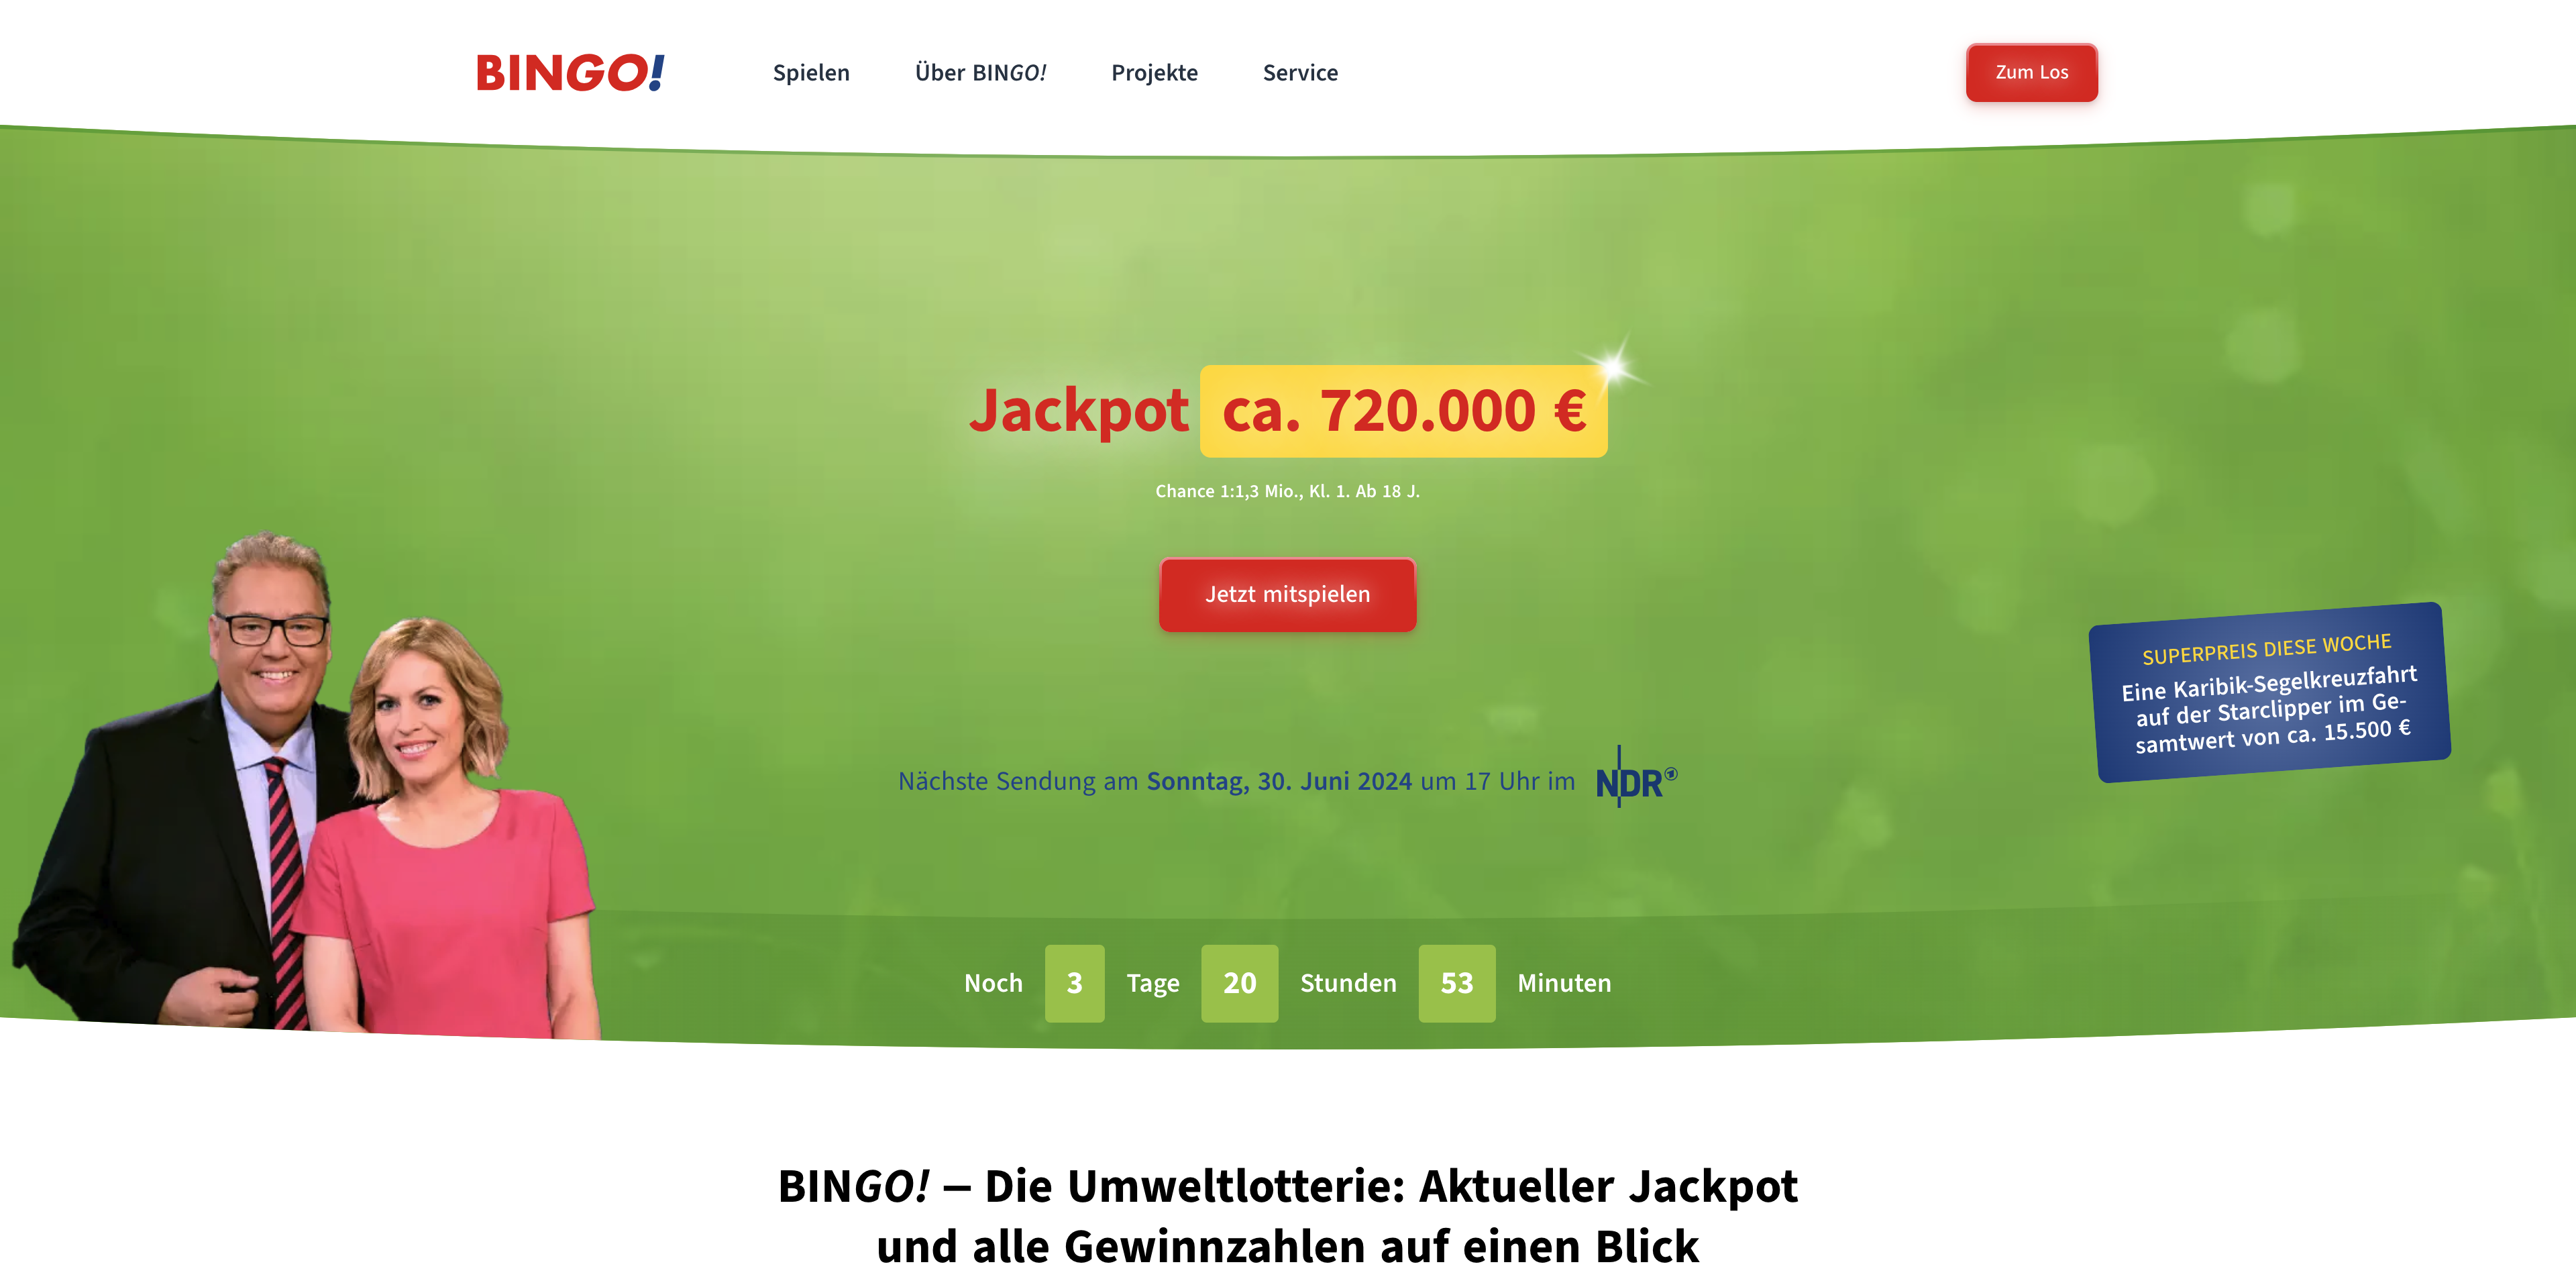 BINGO!
Spielen
Über BINGO!
Projekte
Service
Zum Los
Jackpot ca. 720.000 €
Chance 1:1,3 Mio., Kl. 1. Ab 18 J.
Jetzt mitspielen
SUPERPREIS DIESE WOCHE
Eine Karibik-Segelkreuzfahrt
auf der Starclipper im Ge-
samtwert von ca. 15.500 €
Nächste Sendung am Sonntag, 30. Juni 2024 um 17 Uhr im NDR
Noch 3 Tage 20 Stunden 53 Minuten
BINGO! – Die Umweltlotterie: Aktueller Jackpot
und alle Gewinnzahlen auf einen Blick